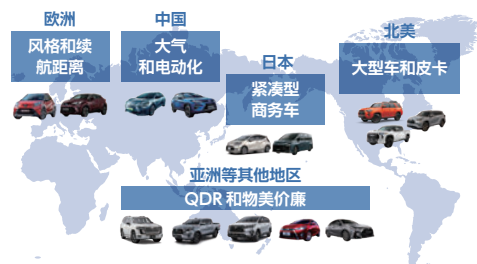 欧洲
风格和续
航距离
中国
大气
和电动化
日本
紧凑型
商务车
北美
大型车和皮卡
亚洲等其他地区
QDR 和物美价廉